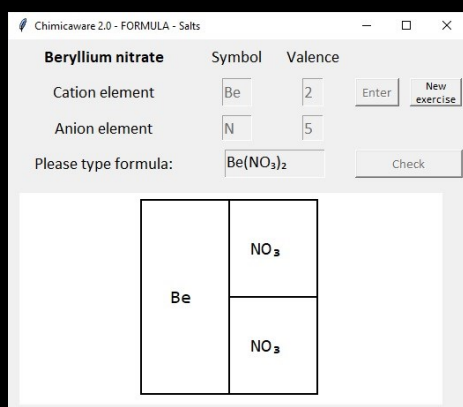 Chimicaware 2.0 - FORMULA - Salts
Beryllium nitrate Symbol Valence
Cation element Be 2 Enter New exercise
Anion element N 5
Please type formula: Be(NO₃)₂ Check
NO₃
Be
NO₃